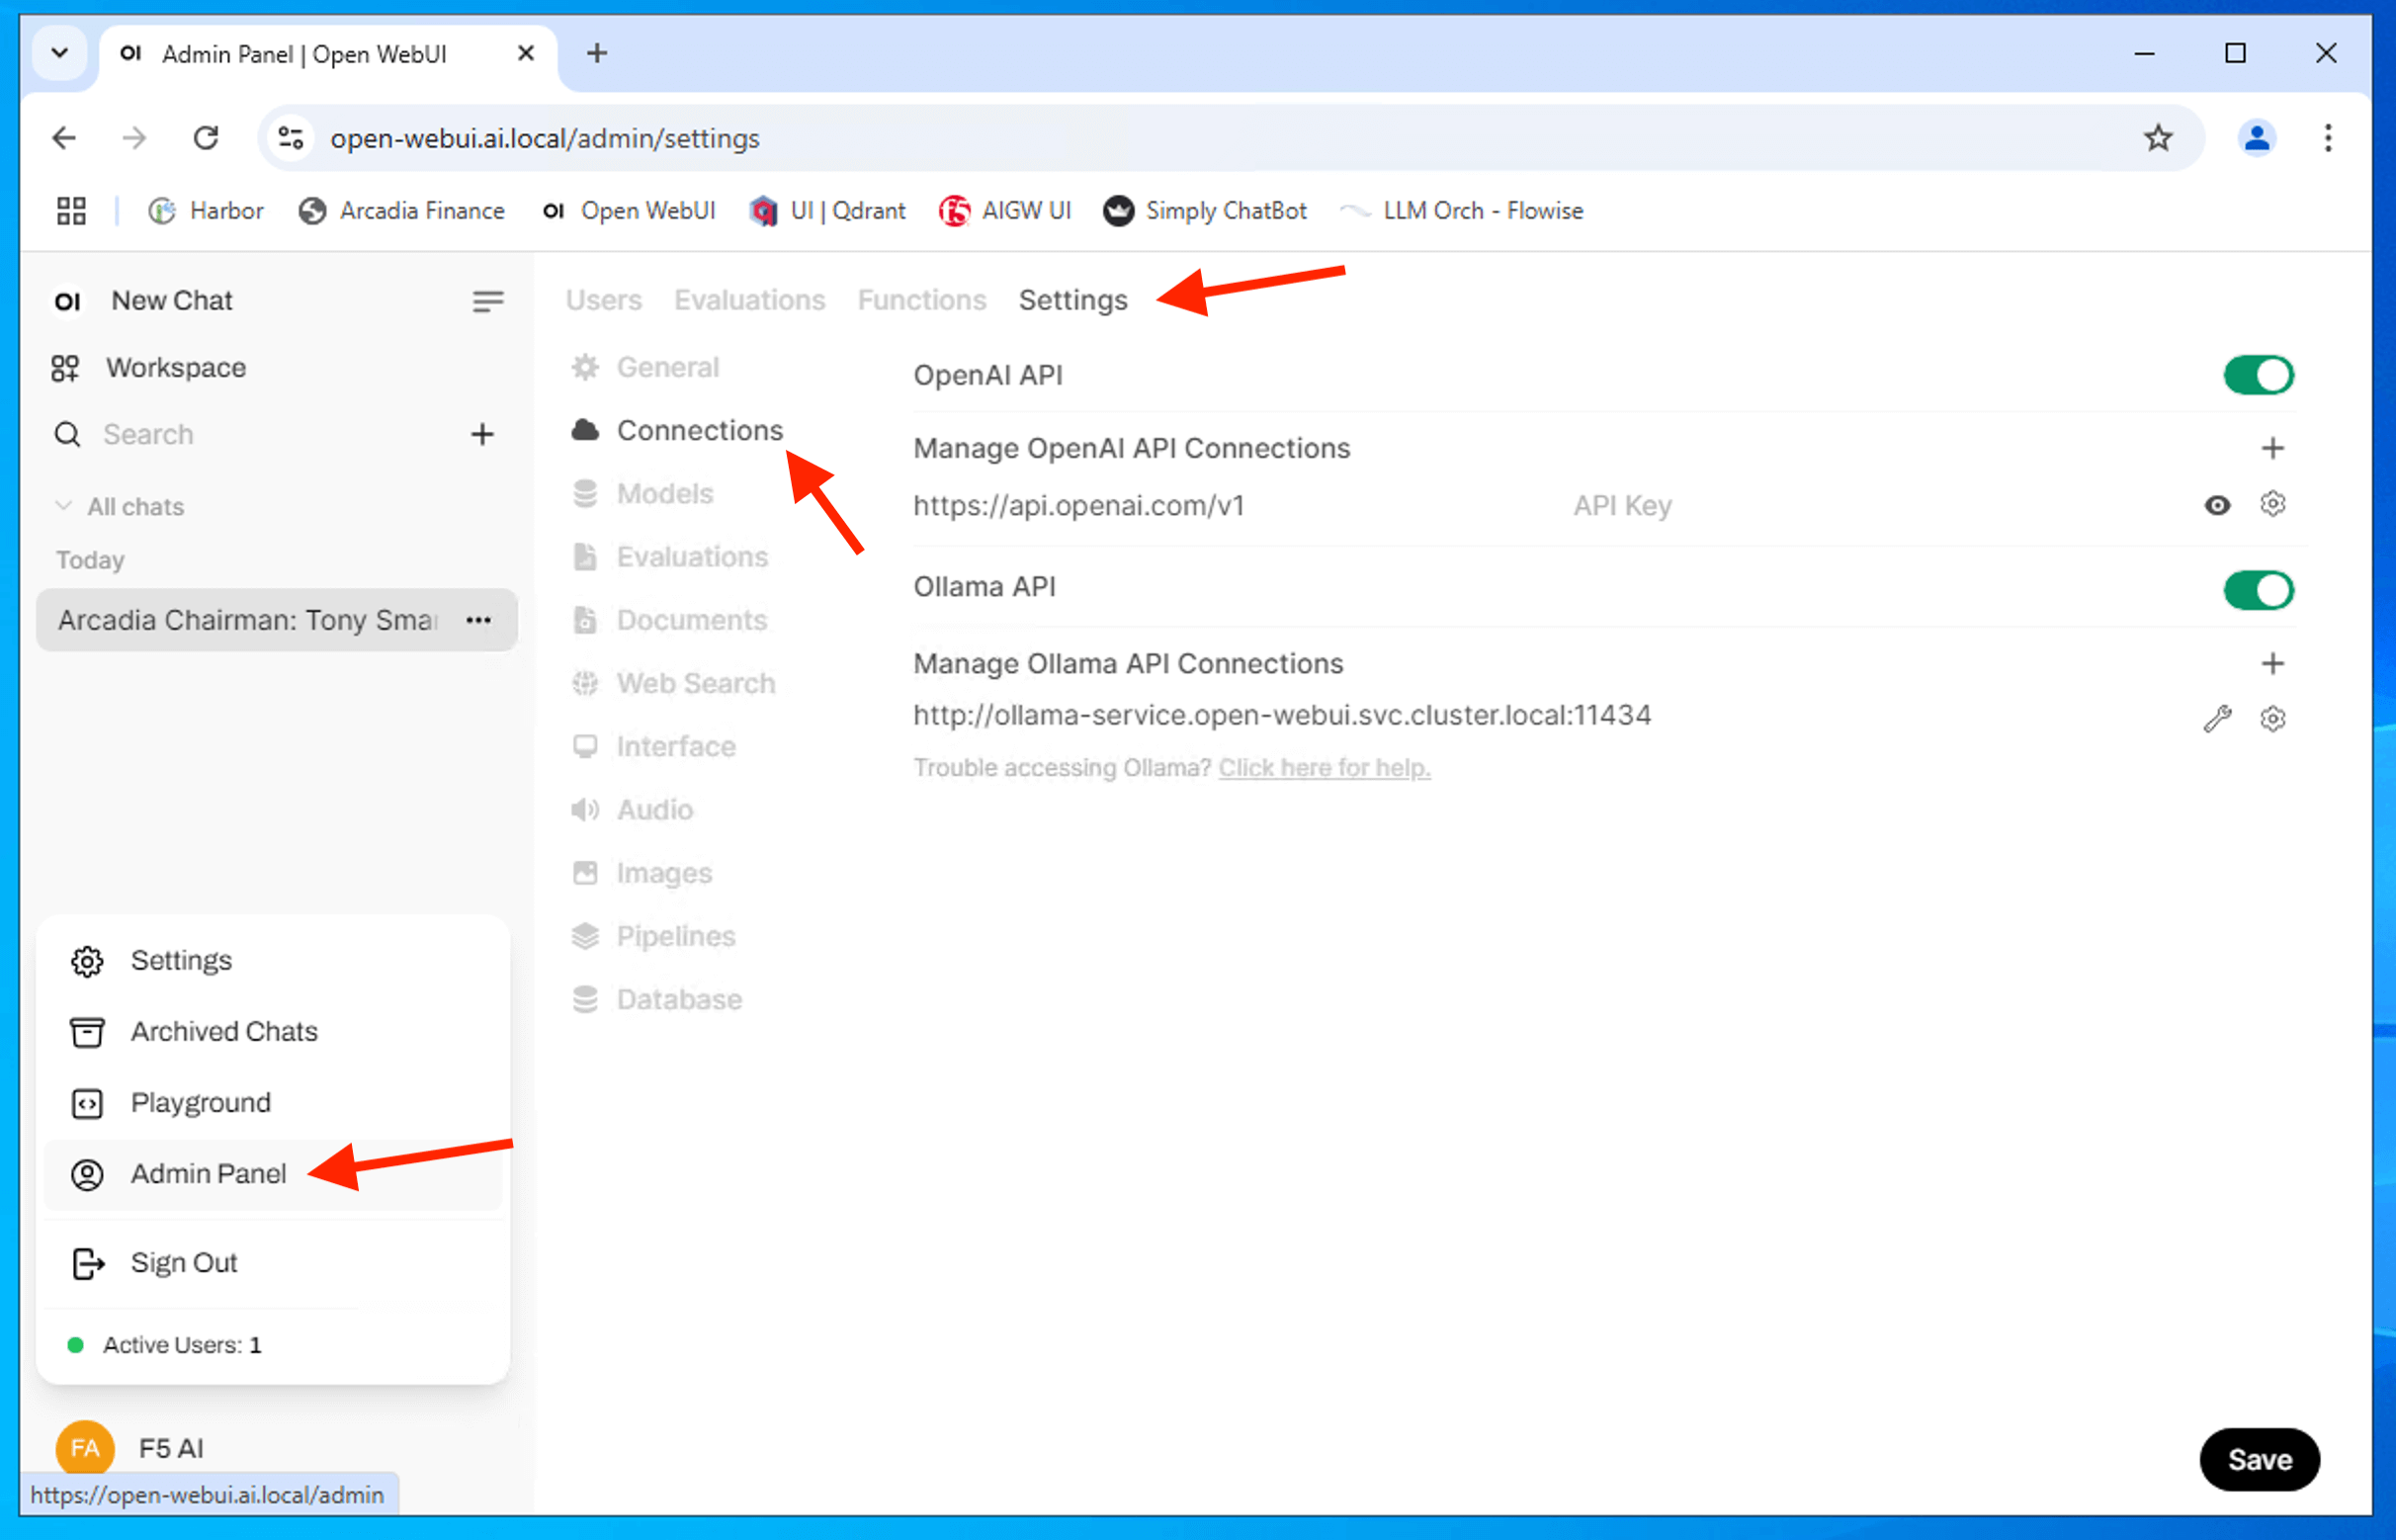 OI Admin Panel | Open WebUI
open-webui.ai.local/admin/settings
Harbor Arcadia Finance OI Open WebUI UI | Qdrant AIGW UI Simply ChatBot LLM Orch - Flowise
OI New Chat
Workspace
Search
All chats
Today
Arcadia Chairman: Tony Smar
Settings
Archived Chats
Playground
Admin Panel
Sign Out
Active Users: 1
FA F5 AI
https://open-webui.ai.local/admin
Users Evaluations Functions Settings
General
Connections
Models
Evaluations
Documents
Web Search
Interface
Audio
Images
Pipelines
Database
OpenAI API
Manage OpenAI API Connections
https://api.openai.com/v1 API Key
Ollama API
Manage Ollama API Connections
http://ollama-service.open-webui.svc.cluster.local:11434
Trouble accessing Ollama? Click here for help.
Save